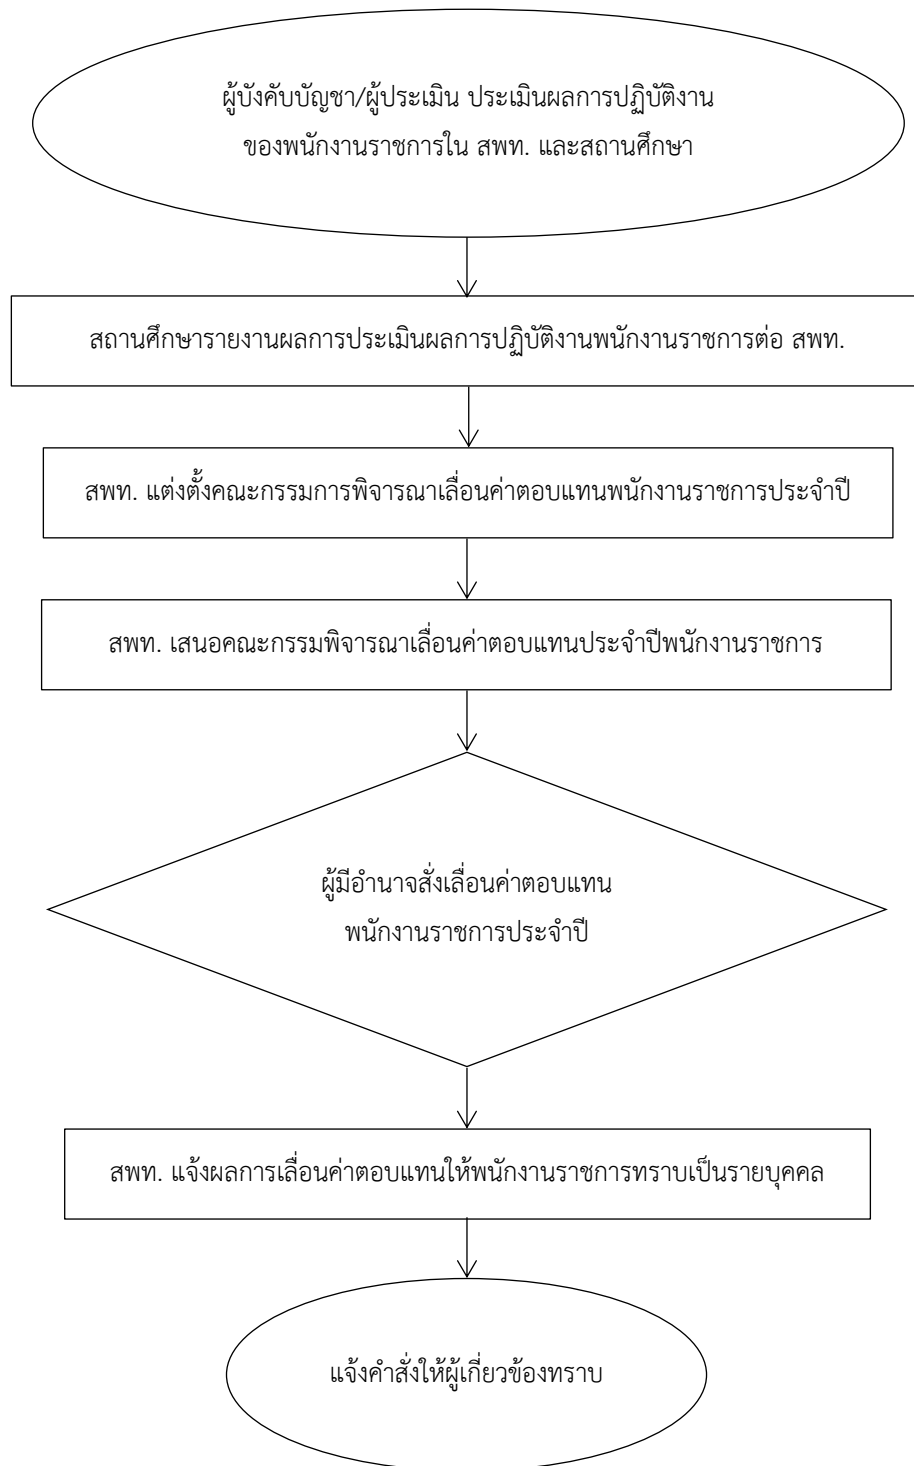 ผู้บังคับบัญชา/ผู้ประเมิน ประเมินผลการปฏิบัติงาน
ของพนักงานราชการใน สพท. และสถานศึกษา
สถานศึกษารายงานผลการประเมินผลการปฏิบัติงานพนักงานราชการต่อ สพท.
สพท. แต่งตั้งคณะกรรมการพิจารณาเลื่อนค่าตอบแทนพนักงานราชการประจำปี
สพท. เสนอคณะกรรมพิจารณาเลื่อนค่าตอบแทนประจำปีพนักงานราชการ
ผู้มีอำนาจสั่งเลื่อนค่าตอบแทน
พนักงานราชการประจำปี
สพท. แจ้งผลการเลื่อนค่าตอบแทนให้พนักงานราชการทราบเป็นรายบุคคล
แจ้งคำสั่งให้ผู้เกี่ยวข้องทราบ